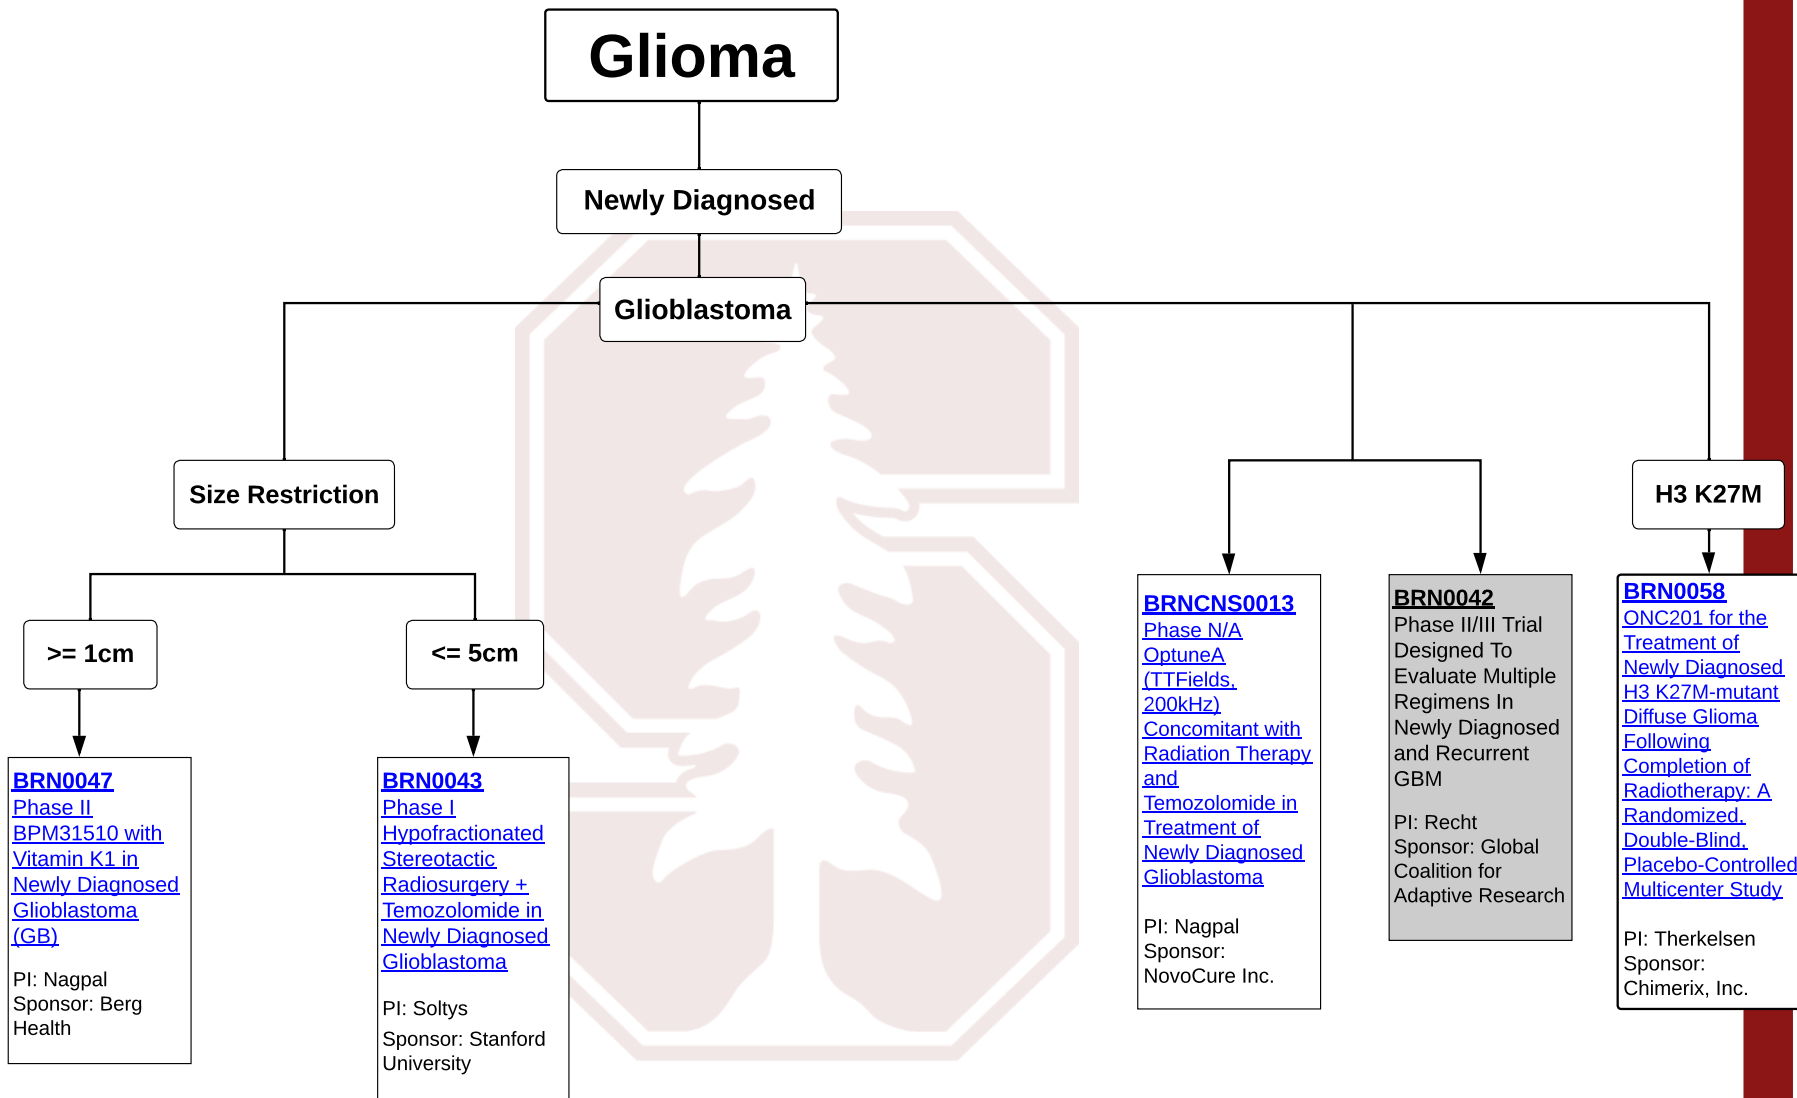 Glioma
Newly Diagnosed
Glioblastoma
Size Restriction
H3 K27M
>= 1cm
<= 5cm
BRN0047
Phase II
BPM31510 with
Vitamin K1 in
Newly Diagnosed
Glioblastoma
(GB)
PI: Nagpal
Sponsor: Berg
Health
BRN0043
Phase I
Hypofractionated
Stereotactic
Radiosurgery +
Temozolomide in
Newly Diagnosed
Glioblastoma
PI: Soltys
Sponsor: Stanford
University
BRNCNS0013
Phase N/A
OptuneA
(TTFields,
200kHz)
Concomitant with
Radiation Therapy
and
Temozolomide in
Treatment of
Newly Diagnosed
Glioblastoma
PI: Nagpal
Sponsor:
NovoCure Inc.
BRN0042
Phase II/III Trial
Designed To
Evaluate Multiple
Regimens In
Newly Diagnosed
and Recurrent
GBM
PI: Recht
Sponsor: Global
Coalition for
Adaptive Research
BRN0058
ONC201 for the
Treatment of
Newly Diagnosed
H3 K27M-mutant
Diffuse Glioma
Following
Completion of
Radiotherapy: A
Randomized,
Double-Blind,
Placebo-Controlled
Multicenter Study
PI: Therkelsen
Sponsor:
Chimerix, Inc.